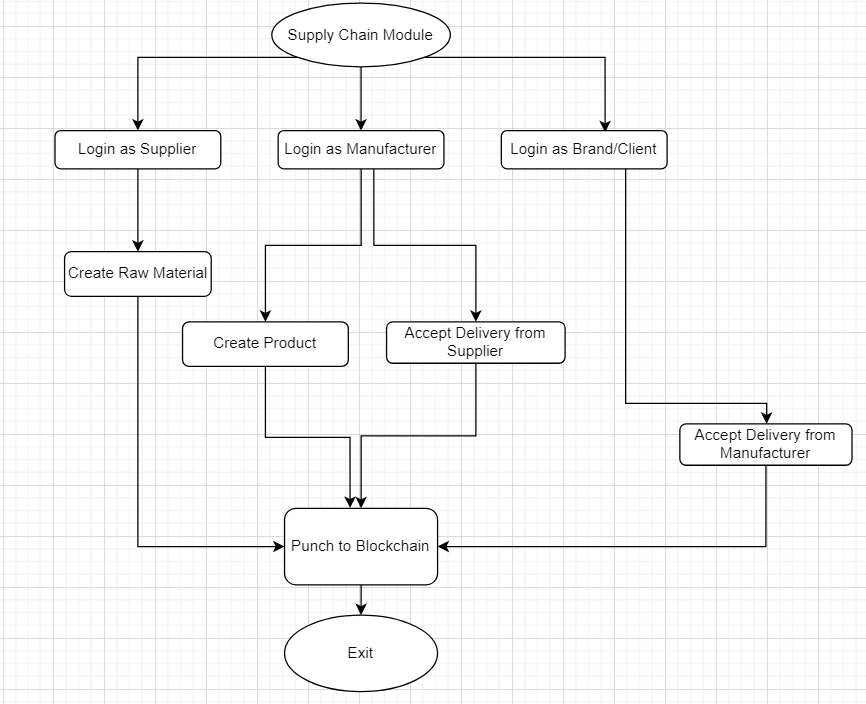 Supply Chain Module
Login as Supplier
Login as Manufacturer
Login as Brand/Client
Create Raw Material
Create Product
Accept Delivery from
Supplier
Accept Delivery from
Manufacturer
Punch to Blockchain
Exit